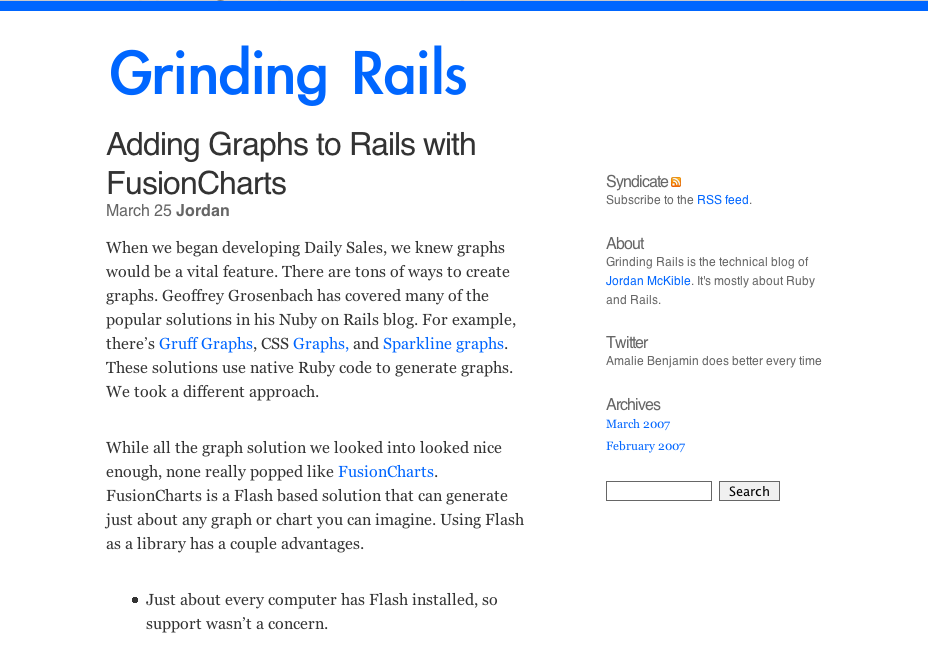 Grinding Rails
Adding Graphs to Rails with
FusionCharts
March 25 Jordan
When we began developing Daily Sales, we knew graphs
would be a vital feature. There are tons of ways to create
graphs. Geoffrey Grosenbach has covered many of the
popular solutions in his Nuby on Rails blog. For example,
there’s Gruff Graphs, CSS Graphs, and Sparkline graphs.
These solutions use native Ruby code to generate graphs.
We took a different approach.
While all the graph solution we looked into looked nice
enough, none really popped like FusionCharts.
FusionCharts is a Flash based solution that can generate
just about any graph or chart you can imagine. Using Flash
as a library has a couple advantages.
• Just about every computer has Flash installed, so
support wasn’t a concern.
Syndicate
Subscribe to the RSS feed.
About
Grinding Rails is the technical blog of
Jordan McKible. It's mostly about Ruby
and Rails.
Twitter
Amalie Benjamin does better every time
Archives
March 2007
February 2007
Search